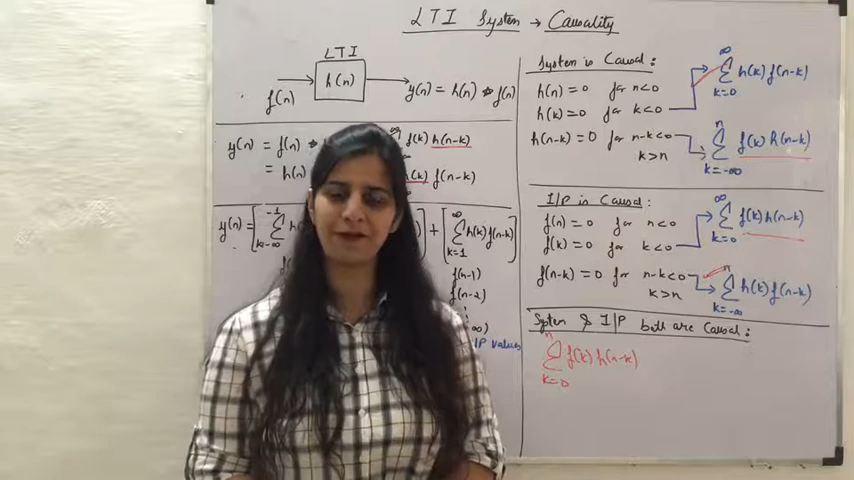 LTI System → Causality
LTI
h(n)
f(n)
y(n) = h(n) * f(n)
y(n) = f(n) *
∞
f(k) h(n-k)
= h(n)
h(k) f(n-k)
y(n) = [ -1 Σ k=-∞ h
] + [ ∞ Σ k=1 h(k) f(n-k) ]
f(n-1)
f(n-2)
∞)
I/P values
System is Causal :
h(n) = 0 for n<0
h(k) = 0 for k<0
∞ Σ k=0 h(k) f(n-k)
h(n-k) = 0 for n-k<0
k>n
n Σ k=-∞ f(k) h(n-k)
I/P is Causal :
f(n) = 0 for n<0
f(k) = 0 for k<0
∞ Σ k=0 f(k) h(n-k)
f(n-k) = 0 for n-k<0
k>n
n Σ k=-∞ h(k) f(n-k)
System & I/P both are Causal :
n Σ k=0 f(k) h(n-k)